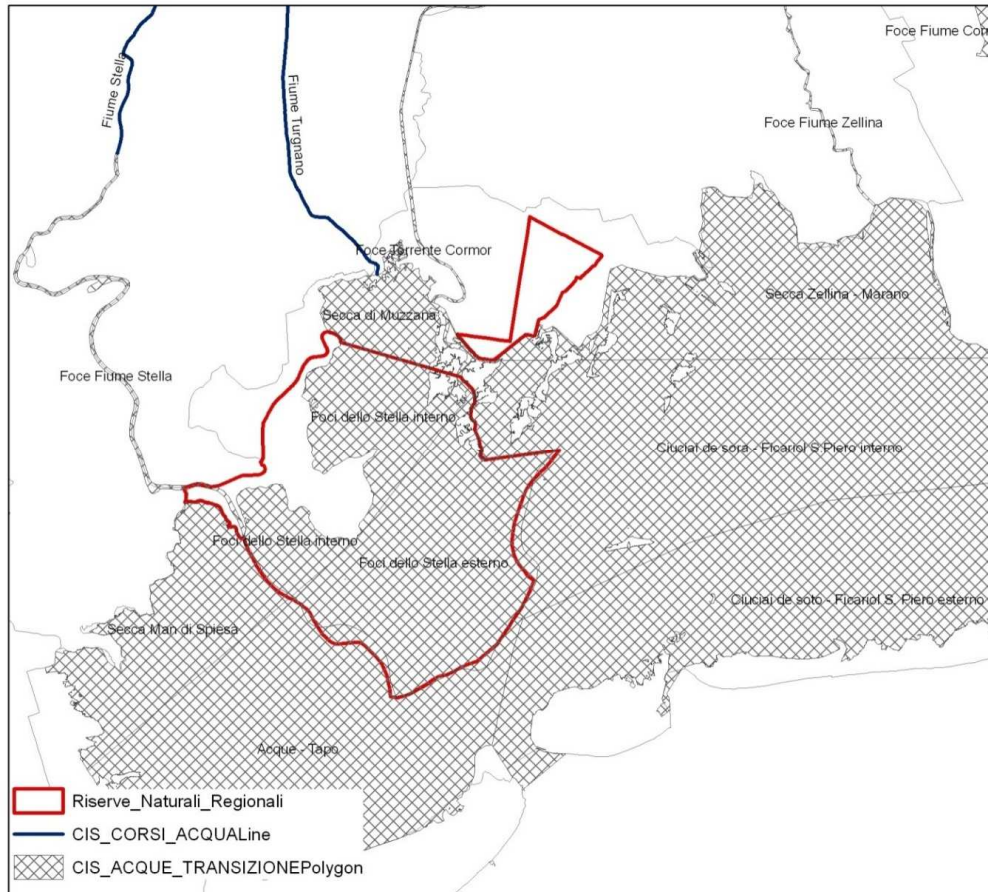 Foce Fiume Cor
Fiume Stella
Fiume Turgnano
Foce Fiume Zellina
Foce Torrente Cormor
Secca Zellina - Marano
Secca di Muzzana
Foce Fiume Stella
Foci dello Stella interno
Ciuciai de sora - Ficariol S.Piero interno
Foci dello Stella interno
Foci dello Stella esterno
Ciuciai de soto - Ficariol S. Piero esterno
Secca Man di Spiesa
Acque - Tapo
Riserve_Naturali_Regionali
CIS_CORSI_ACQUALine
CIS_ACQUE_TRANSIZIONEPolygon